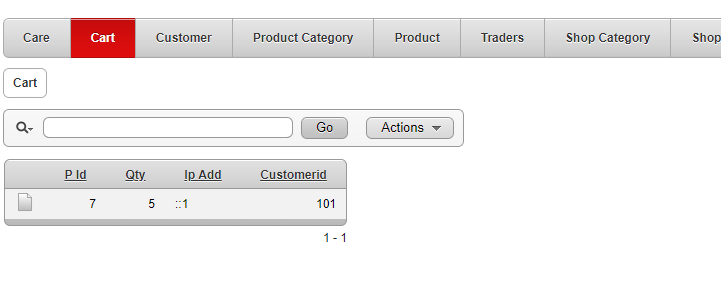 Care Cart Customer Product Category Product Traders Shop Category Shop
Cart
Go Actions
P Id Qty Ip Add Customerid
7 5 ::1 101
1 - 1